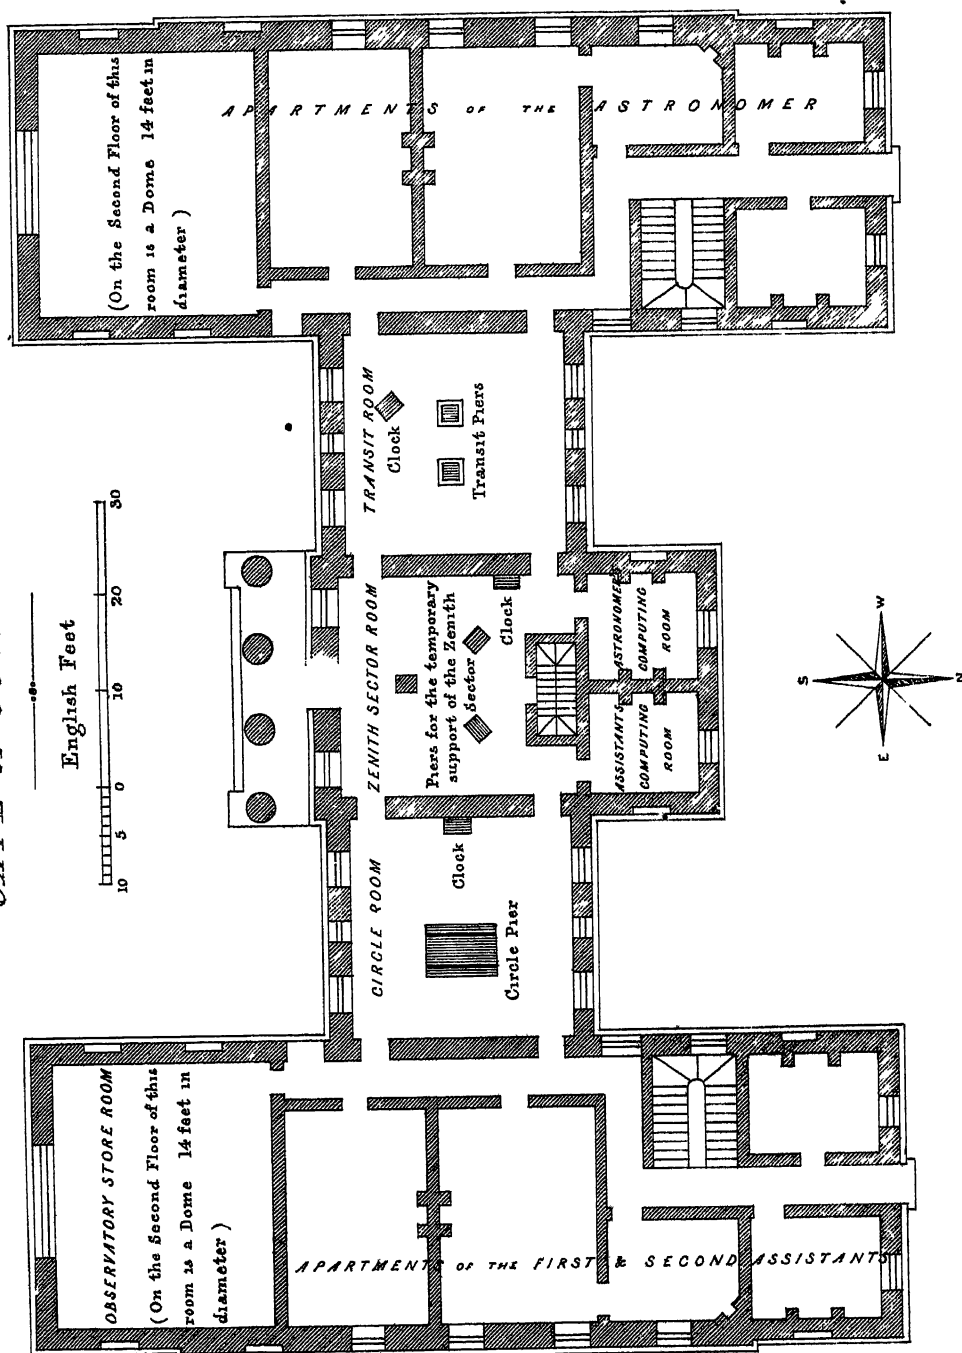 English Feet
10 5 0 10 20 30
OBSERVATORY STORE ROOM
(On the Second Floor of this
room is a Dome 14 feet in
diameter)
APARTMENTS OF THE FIRST & SECOND ASSISTANTS
CIRCLE ROOM
Clock
Circle Pier
ZENITH SECTOR ROOM
Piers for the temporary
support of the Zenith
Sector
Clock
ASSISTANTS
COMPUTING
ROOM
ASTRONOMERS
COMPUTING
ROOM
TRANSIT ROOM
Clock
Transit Piers
(On the Second Floor of this
room is a Dome 14 feet in
diameter)
APARTMENTS OF THE ASTRONOMER
S
W
N
E